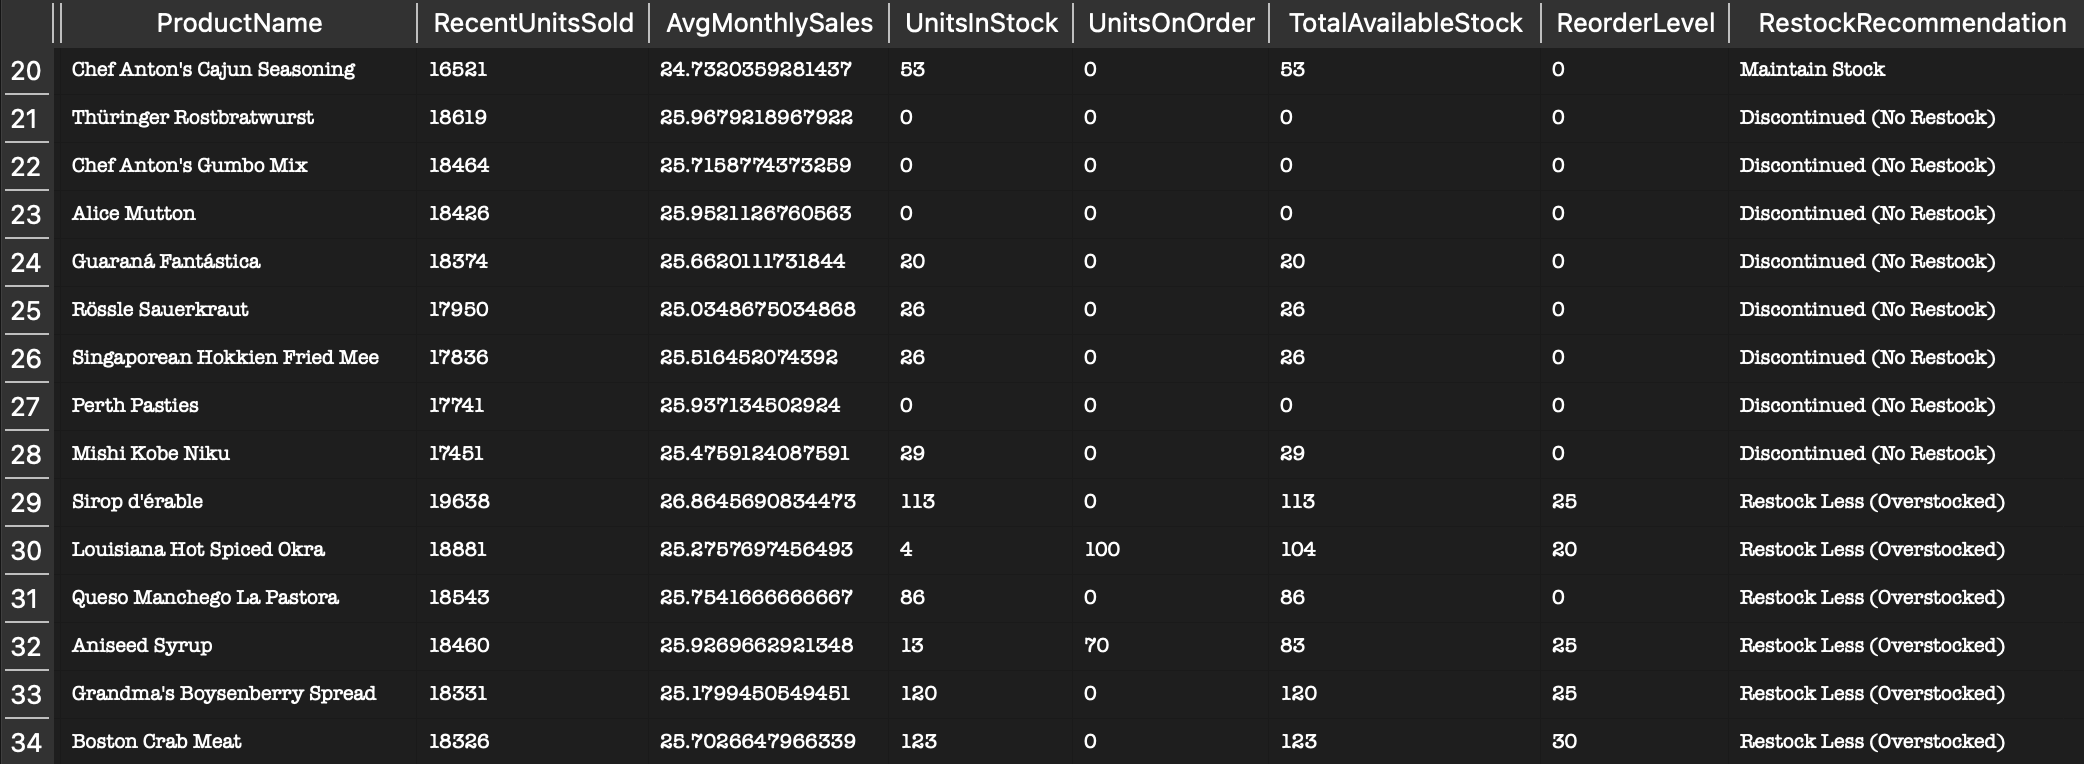 ProductName RecentUnitsSold AvgMonthlySales UnitsInStock UnitsOnOrder TotalAvailableStock ReorderLevel RestockRecommendation
20 Chef Anton's Cajun Seasoning 16521 24.7320359281437 53 0 53 0 Maintain Stock
21 Thüringer Rostbratwurst 18619 25.9679218967922 0 0 0 0 Discontinued (No Restock)
22 Chef Anton's Gumbo Mix 18464 25.7158774373259 0 0 0 0 Discontinued (No Restock)
23 Alice Mutton 18426 25.9521126760563 0 0 0 0 Discontinued (No Restock)
24 Guaraná Fantástica 18374 25.6620111731844 20 0 20 0 Discontinued (No Restock)
25 Rössle Sauerkraut 17950 25.0348675034868 26 0 26 0 Discontinued (No Restock)
26 Singaporean Hokkien Fried Mee 17836 25.516452074392 26 0 26 0 Discontinued (No Restock)
27 Perth Pasties 17741 25.937134502924 0 0 0 0 Discontinued (No Restock)
28 Mishi Kobe Niku 17451 25.4759124087591 29 0 29 0 Discontinued (No Restock)
29 Sirop d'érable 19638 26.8645690834473 113 0 113 25 Restock Less (Overstocked)
30 Louisiana Hot Spiced Okra 18881 25.2757697456493 4 100 104 20 Restock Less (Overstocked)
31 Queso Manchego La Pastora 18543 25.7541666666667 86 0 86 0 Restock Less (Overstocked)
32 Aniseed Syrup 18460 25.9269662921348 13 70 83 25 Restock Less (Overstocked)
33 Grandma's Boysenberry Spread 18331 25.1799450549451 120 0 120 25 Restock Less (Overstocked)
34 Boston Crab Meat 18326 25.7026647966339 123 0 123 30 Restock Less (Overstocked)